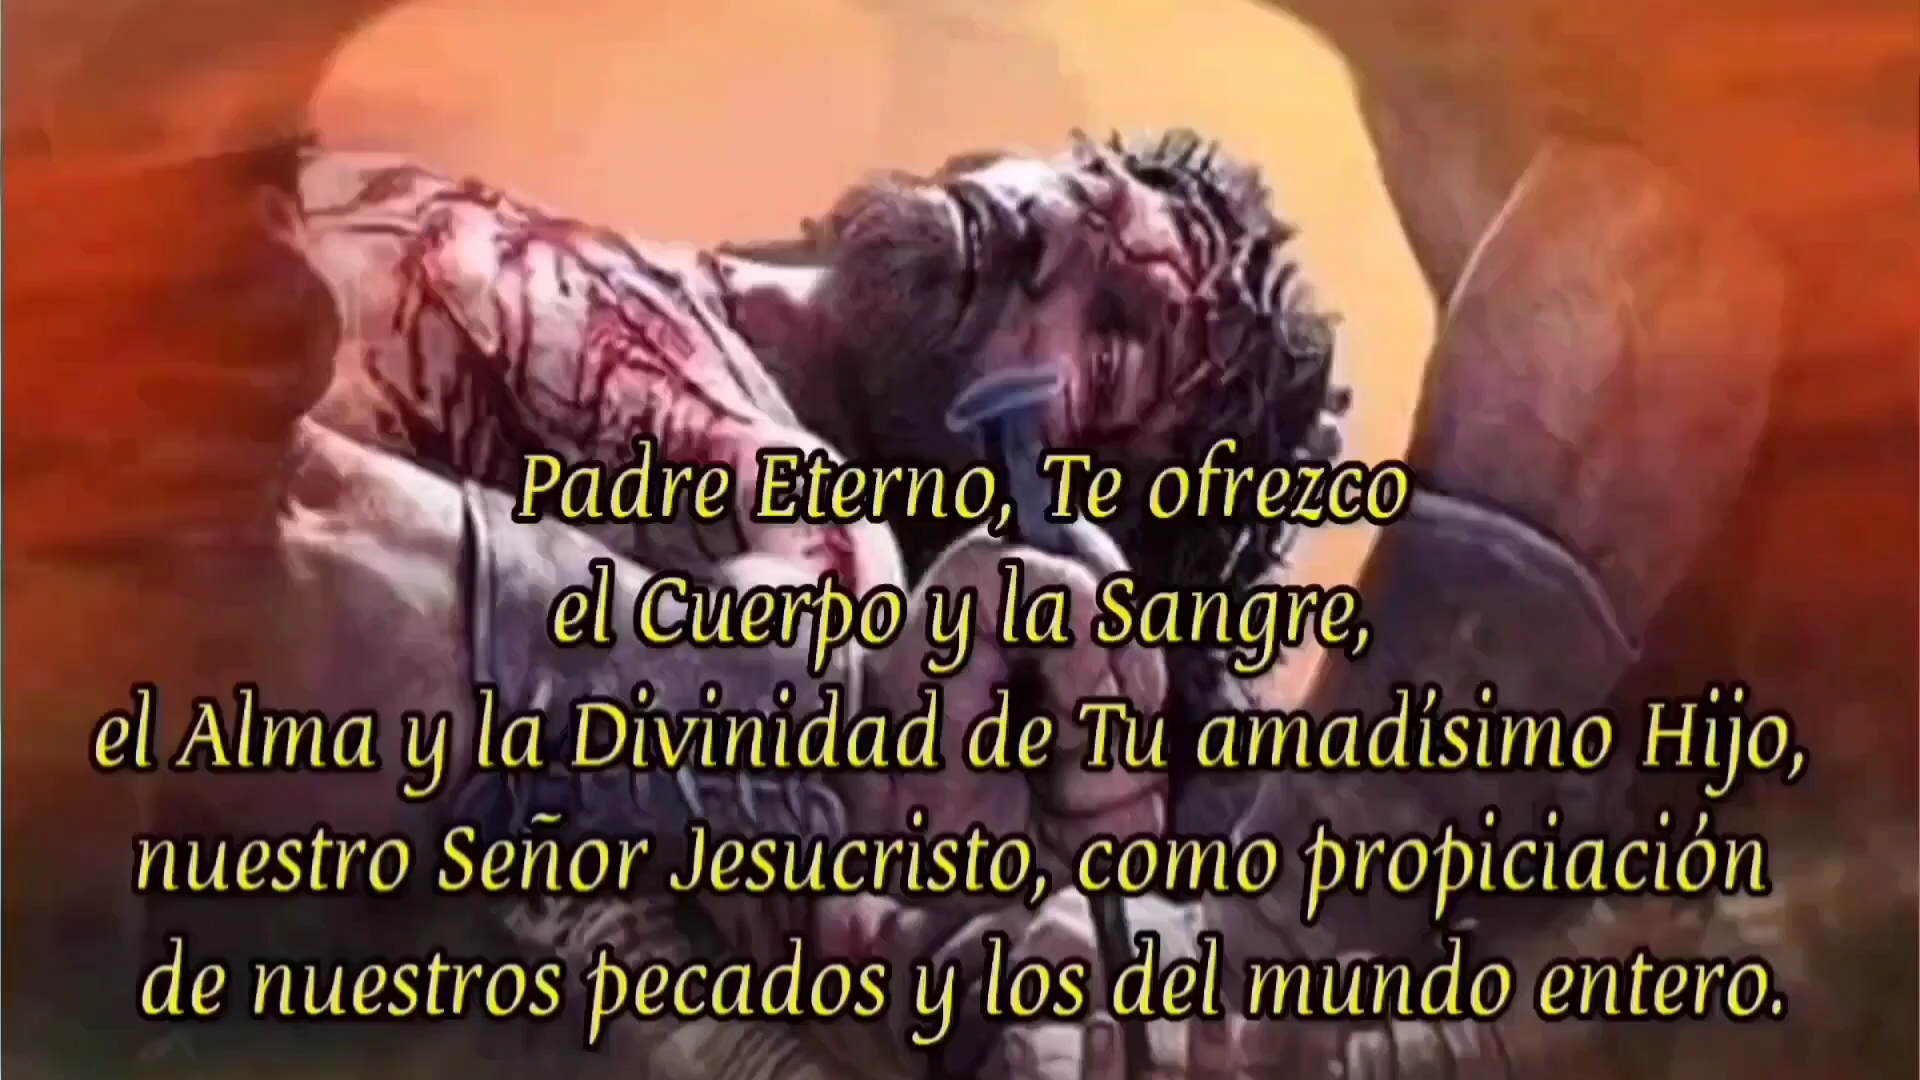 Padre Eterno, Te ofrezco
el Cuerpo y la Sangre,
el Alma y la Divinidad de Tu amadísimo Hijo,
nuestro Señor Jesucristo, como propiciación
de nuestros pecados y los del mundo entero.